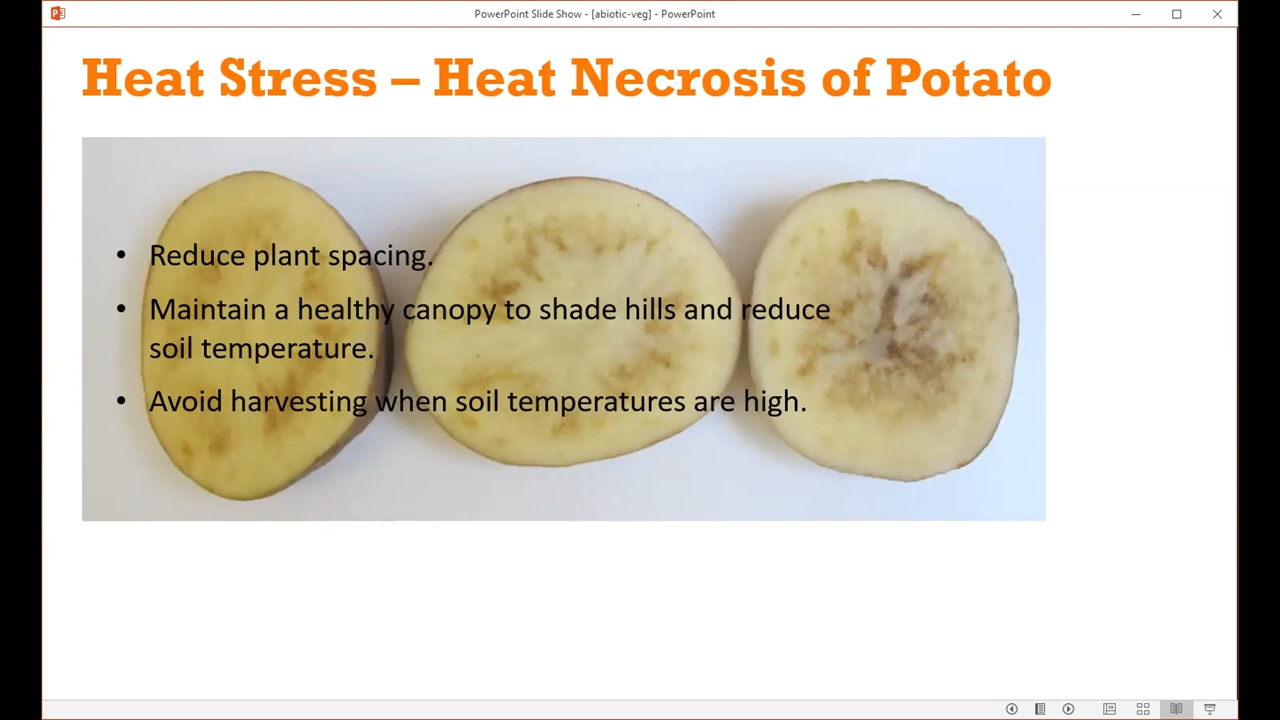 PowerPoint Slide Show - [abiotic-veg] - PowerPoint
Heat Stress – Heat Necrosis of Potato
• Reduce plant spacing.
• Maintain a healthy canopy to shade hills and reduce
soil temperature.
• Avoid harvesting when soil temperatures are high.